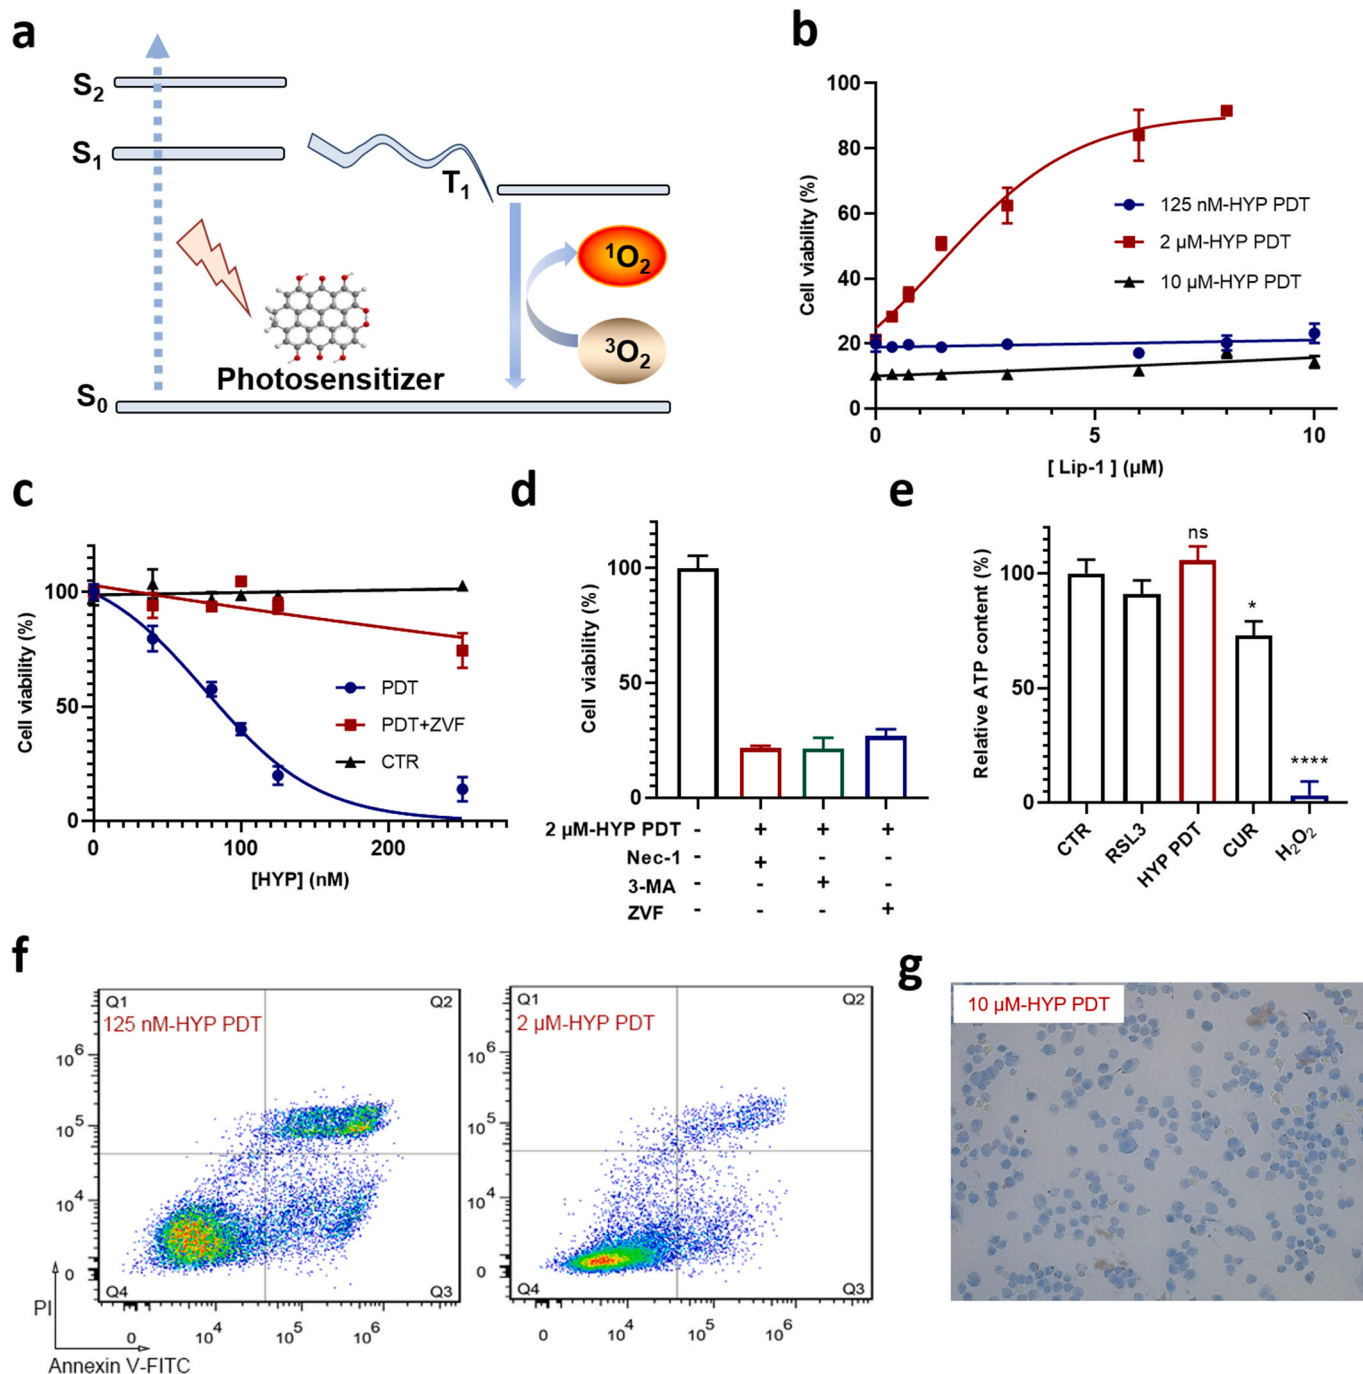 a
S2
S1
T1
1O2
3O2
Photosensitizer
S0
b
Cell viability (%)
100
80
60
40
20
0
0
5
10
[ Lip-1 ] (µM)
125 nM-HYP PDT
2 µM-HYP PDT
10 µM-HYP PDT
c
Cell viability (%)
100
50
0
0
100
200
[HYP] (nM)
PDT
PDT+ZVF
CTR
d
Cell viability (%)
100
50
0
2 µM-HYP PDT - + + +
Nec-1 - + - -
3-MA - - + -
ZVF - - - +
e
Relative ATP content (%)
100
50
0
ns
*
****
CTR
RSL3
HYP PDT
CUR
H2O2
f
Q1
Q2
125 nM-HYP PDT
10^6
10^5
10^4
0
Q4
Q3
0
10^4
10^5
10^6
PI
Annexin V-FITC
Q1
Q2
2 µM-HYP PDT
10^6
10^5
10^4
0
Q4
Q3
0
10^4
10^5
10^6
g
10 µM-HYP PDT